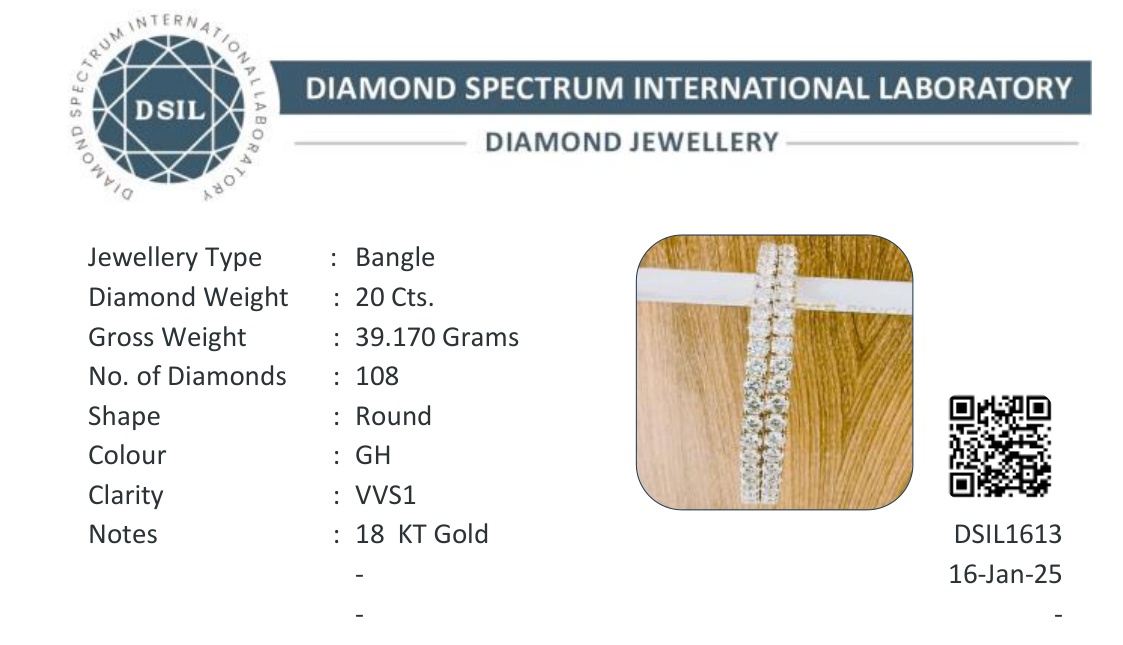 DIAMOND SPECTRUM INTERNATIONAL LABORATORY
DSIL
DIAMOND SPECTRUM INTERNATIONAL LABORATORY
DIAMOND JEWELLERY
Jewellery Type : Bangle
Diamond Weight : 20 Cts.
Gross Weight : 39.170 Grams
No. of Diamonds : 108
Shape : Round
Colour : GH
Clarity : VVS1
Notes : 18 KT Gold
-
-
DSIL1613
16-Jan-25
-